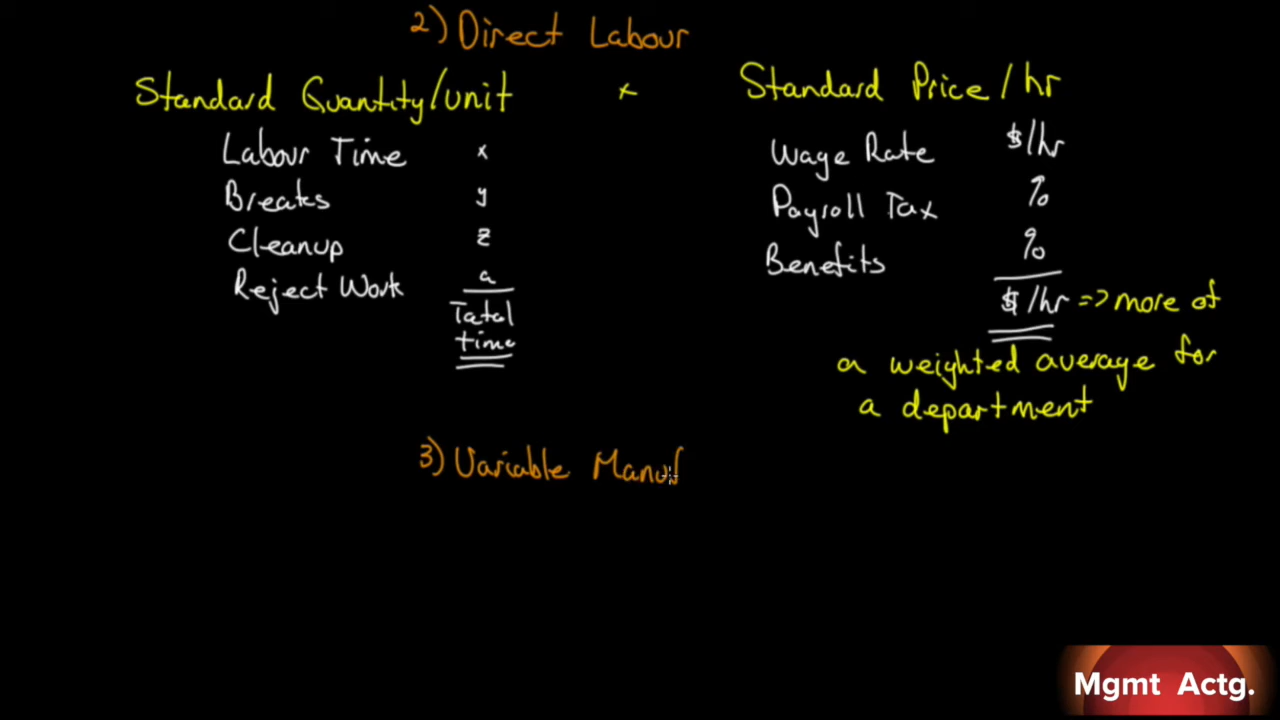 2) Direct Labour
Standard Quantity/unit x Standard Price/hr
Labour Time x
Breaks y
Cleanup z
Reject Work a
Total
time
Wage Rate $/hr
Payroll Tax %
Benefits %
$/hr => more of
a weighted average for
a department
3) Variable Manuf
Mgmt Actg.